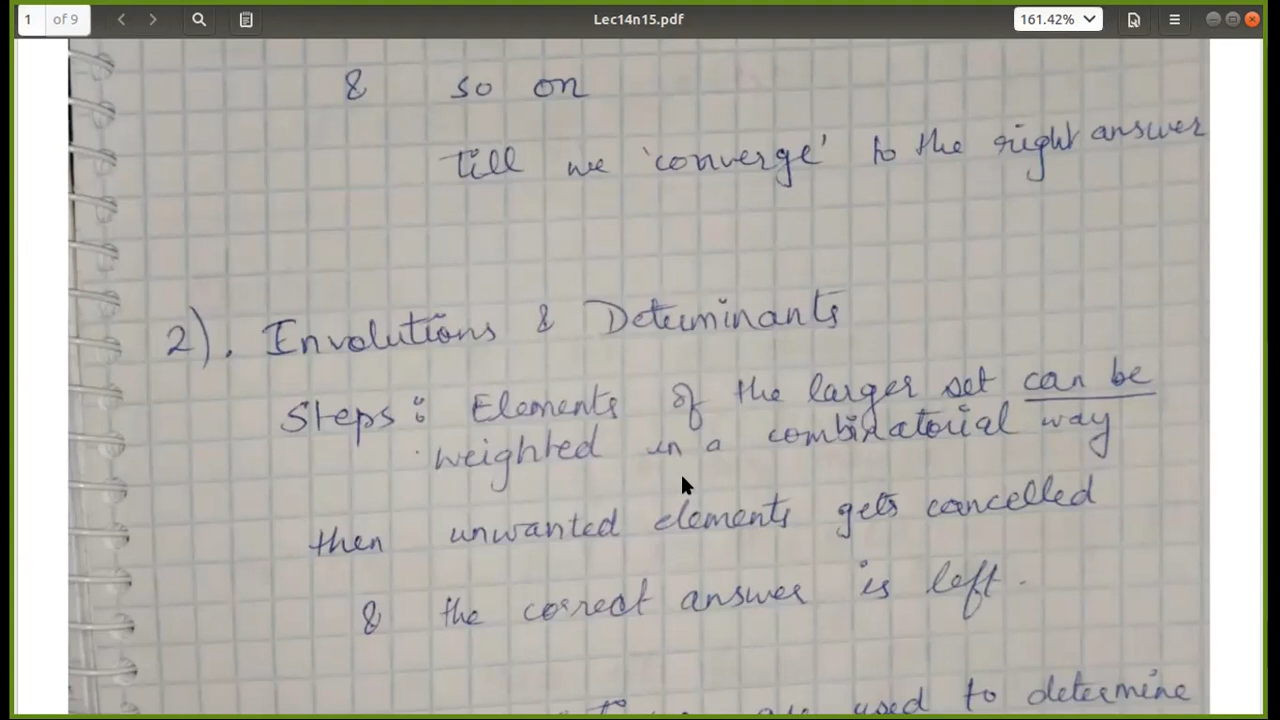 1 of 9
Lec14n15.pdf
161.42%
& so on
till we 'converge' to the right answer
2). Involutions & Determinants
Steps: Elements of the larger set can be
weighted in a combinatorial way
then unwanted elements gets cancelled
& the correct answer is left.
used to determine